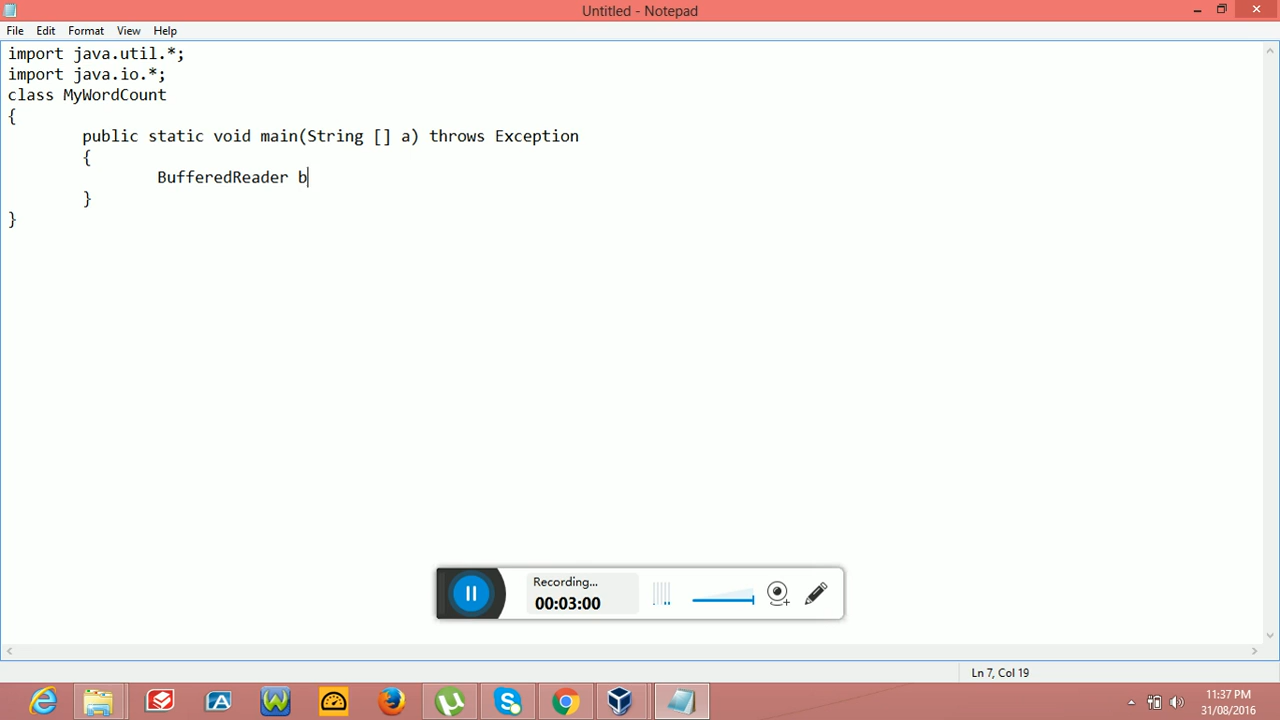 Untitled - Notepad
File Edit Format View Help
import java.util.*;
import java.io.*;
class MyWordCount
{
public static void main(String [] a) throws Exception
{
BufferedReader b
}
}
Recording...
00:03:00
Ln 7, Col 19
11:37 PM
31/08/2016